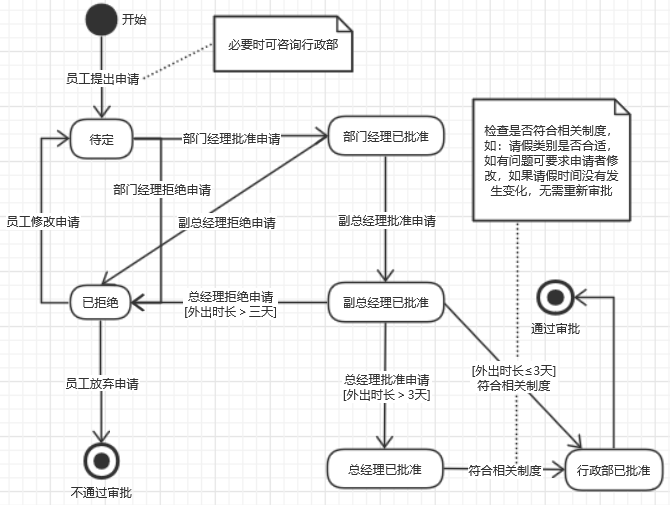 开始
必要时可咨询行政部
员工提出申请
待定
部门经理批准申请
部门经理已批准
检查是否符合相关制度，
如：请假类别是否合适，
如有问题可要求申请者修
改，如果请假时间没有发
生变化，无需重新审批
部门经理拒绝申请
员工修改申请
副总经理拒绝申请
副总经理批准申请
已拒绝
总经理拒绝申请
[外出时长 > 三天]
副总经理已批准
通过审批
员工放弃申请
总经理批准申请
[外出时长 > 3天]
[外出时长 ≤ 3天]
符合相关制度
不通过审批
总经理已批准
符合相关制度
行政部已批准